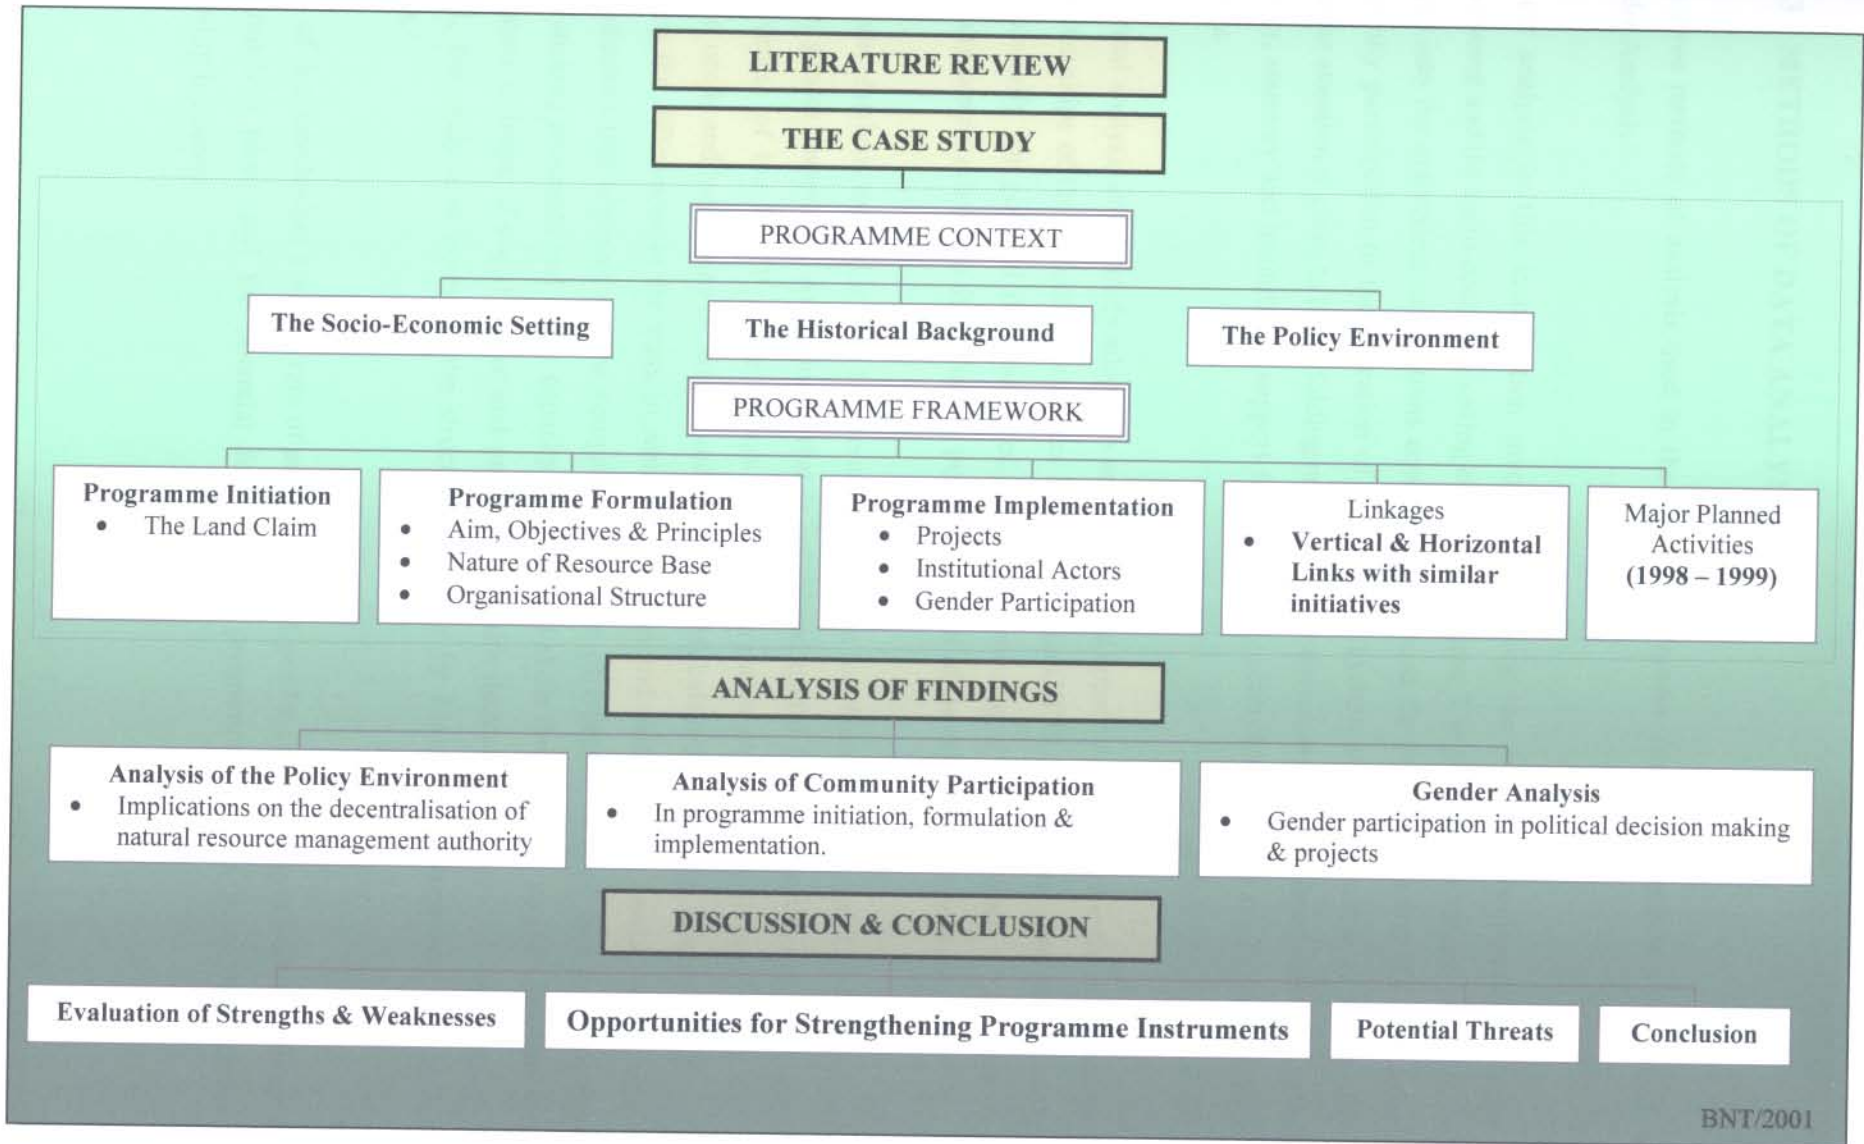 LITERATURE REVIEW
THE CASE STUDY
PROGRAMME CONTEXT
The Socio-Economic Setting
The Historical Background
The Policy Environment
PROGRAMME FRAMEWORK
Programme Initiation
• The Land Claim
Programme Formulation
• Aim, Objectives & Principles
• Nature of Resource Base
• Organisational Structure
Programme Implementation
• Projects
• Institutional Actors
• Gender Participation
Linkages
• Vertical & Horizontal
Links with similar
initiatives
Major Planned
Activities
(1998 – 1999)
ANALYSIS OF FINDINGS
Analysis of the Policy Environment
• Implications on the decentralisation of
natural resource management authority
Analysis of Community Participation
• In programme initiation, formulation &
implementation.
Gender Analysis
• Gender participation in political decision making
& projects
DISCUSSION & CONCLUSION
Evaluation of Strengths & Weaknesses
Opportunities for Strengthening Programme Instruments
Potential Threats
Conclusion
BNT/2001